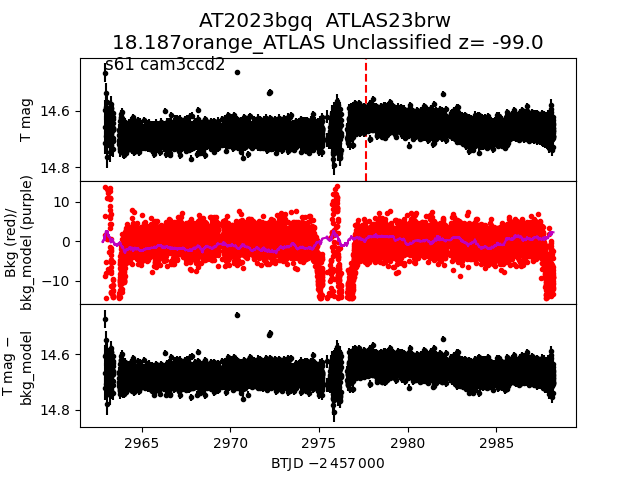 AT2023bgq  ATLAS23brw
18.187orange_ATLAS Unclassified z= -99.0
s61 cam3ccd2
T mag
14.6
14.8
Bkg (red)/
bkg_model (purple)
10
0
−10
T mag −
bkg_model
14.6
14.8
2965 2970 2975 2980 2985
BTJD −2 457 000